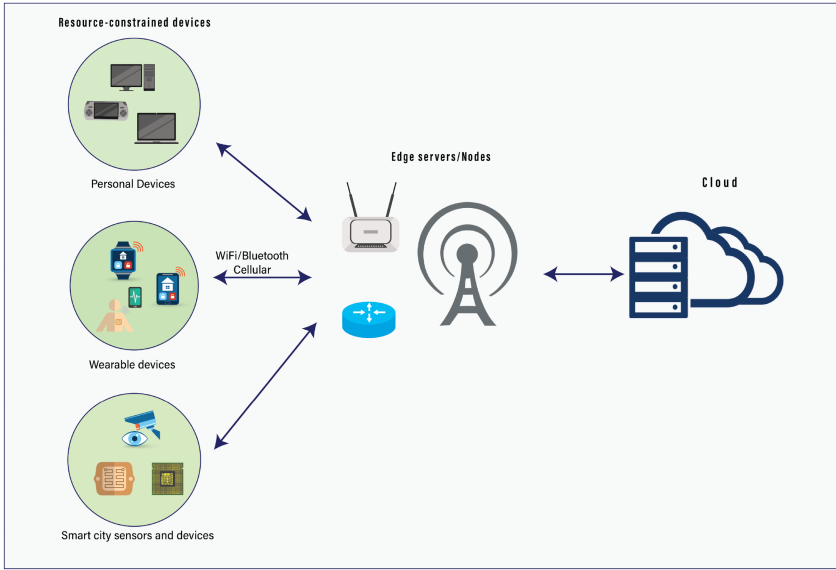 Resource-constrained devices
Personal Devices
Edge servers/Nodes
Cloud
WiFi/Bluetooth
Cellular
Wearable devices
Smart city sensors and devices